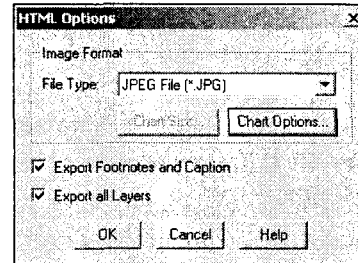 HTML Options
Image Format
File Type: JPEG File (*.JPG)
Chart Size... Chart Options...
Export Footnotes and Caption
Export all Layers
OK Cancel Help